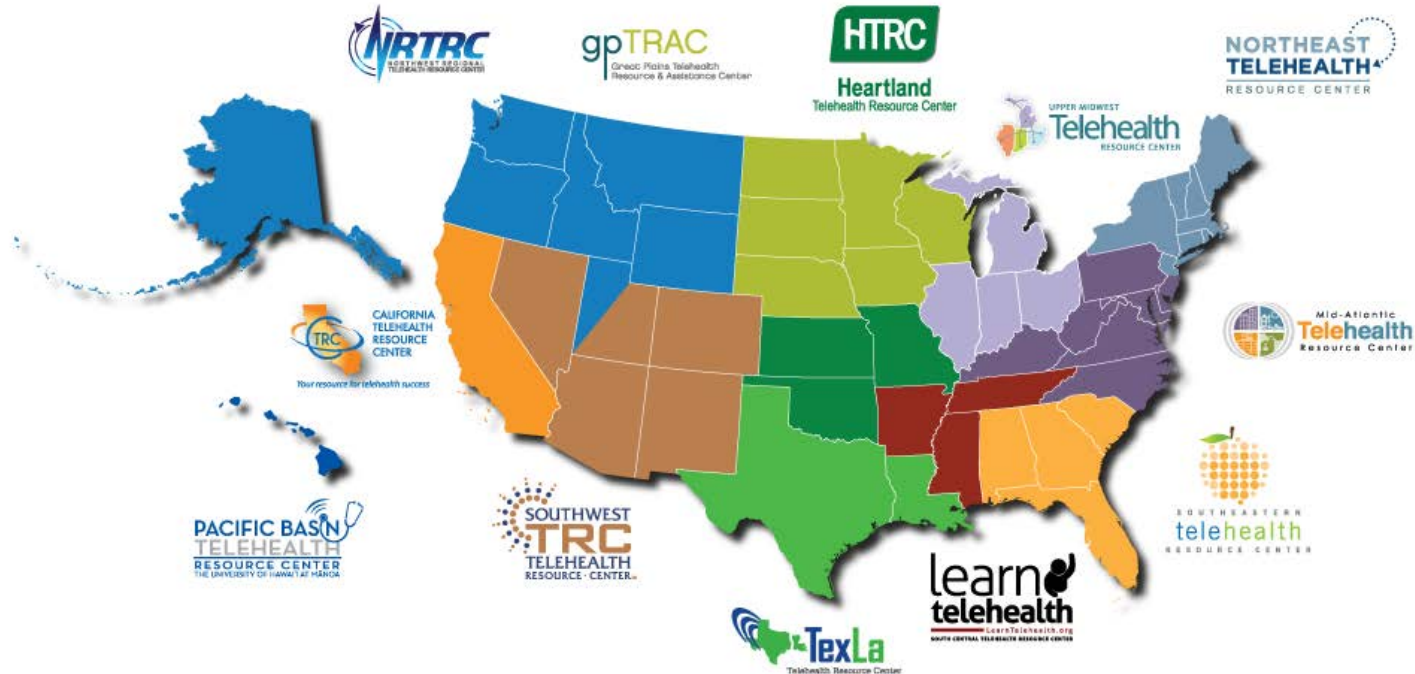 NRTRC
NORTHWEST REGIONAL
TELEHEALTH RESOURCE CENTER
gpTRAC
Great Plains Telehealth
Resource & Assistance Center
HTRC
Heartland
Telehealth Resource Center
NORTHEAST
TELEHEALTH
RESOURCE CENTER
UPPER MIDWEST
Telehealth
RESOURCE CENTER
TRC
CALIFORNIA
TELEHEALTH
RESOURCE
CENTER
Your resource for telehealth success
Mid-Atlantic
Telehealth
Resource Center
PACIFIC BASIN
TELEHEALTH
RESOURCE CENTER
THE UNIVERSITY OF HAWAI'I AT MĀNOA
SOUTHWEST
TRC
TELEHEALTH
RESOURCE · CENTER
SOUTHEASTERN
telehealth
RESOURCE CENTER
learn
telehealth
LearnTelehealth.org
SOUTH CENTRAL TELEHEALTH RESOURCE CENTER
TexLa
Telehealth Resource Center